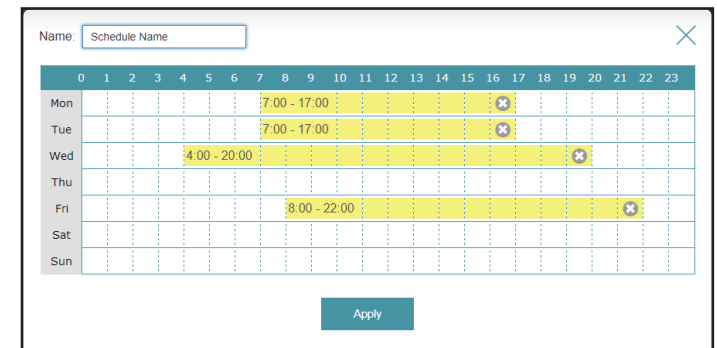 Name: Schedule Name
0 1 2 3 4 5 6 7 8 9 10 11 12 13 14 15 16 17 18 19 20 21 22 23
Mon 7:00 - 17:00
Tue 7:00 - 17:00
Wed 4:00 - 20:00
Thu
Fri 8:00 - 22:00
Sat
Sun
Apply